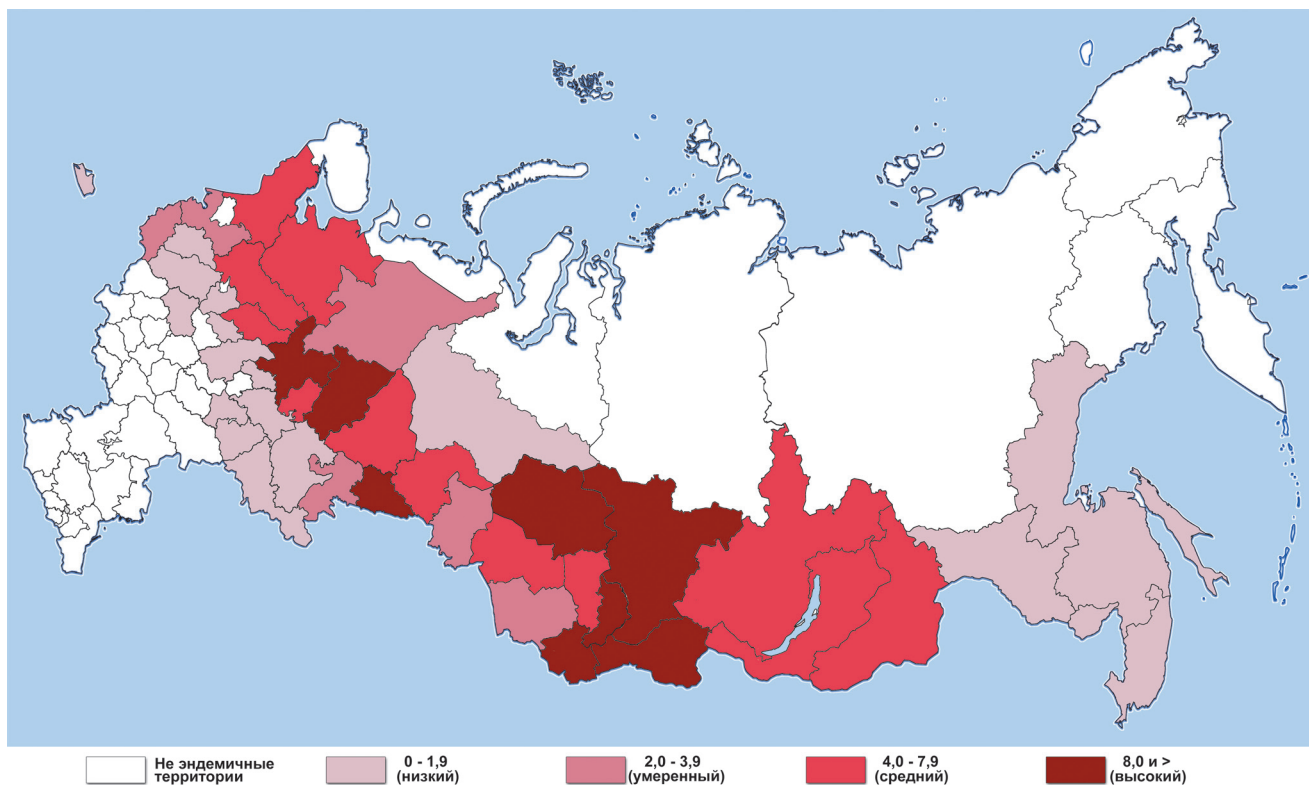 Не эндемичные
территории
0 - 1,9
(низкий)
2,0 - 3,9
(умеренный)
4,0 - 7,9
(средний)
8,0 и >
(высокий)